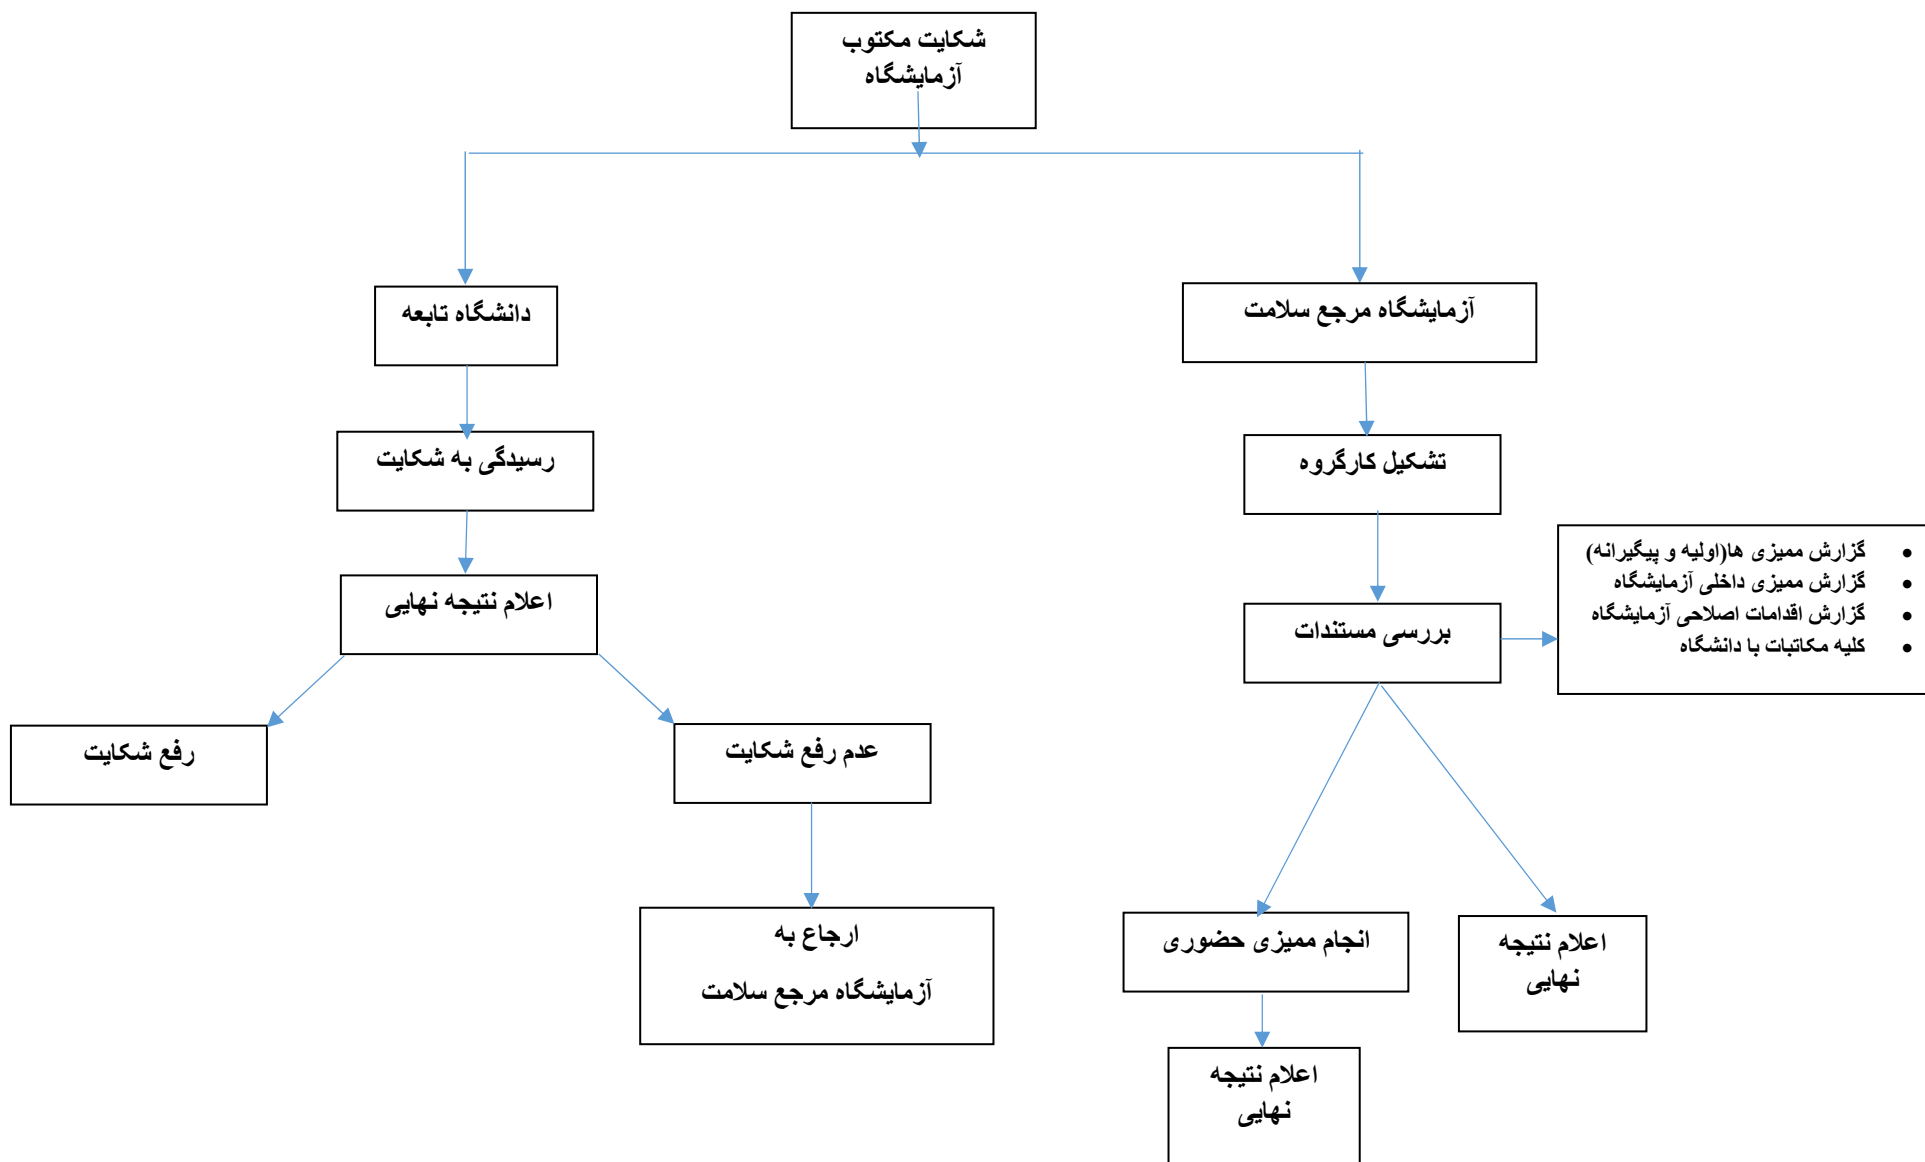 شکایت مکتوب
آزمایشگاه
آزمایشگاه مرجع سلامت
دانشگاه تابعه
تشکیل کارگروه
رسیدگی به شکایت
• گزارش ممیزی ها(اولیه و پیگیرانه)
• گزارش ممیزی داخلی آزمایشگاه
• گزارش اقدامات اصلاحی آزمایشگاه
• کلیه مکاتبات با دانشگاه
بررسی مستندات
اعلام نتیجه نهایی
عدم رفع شکایت
رفع شکایت
اعلام نتیجه
نهایی
انجام ممیزی حضوری
ارجاع به
آزمایشگاه مرجع سلامت
اعلام نتیجه
نهایی